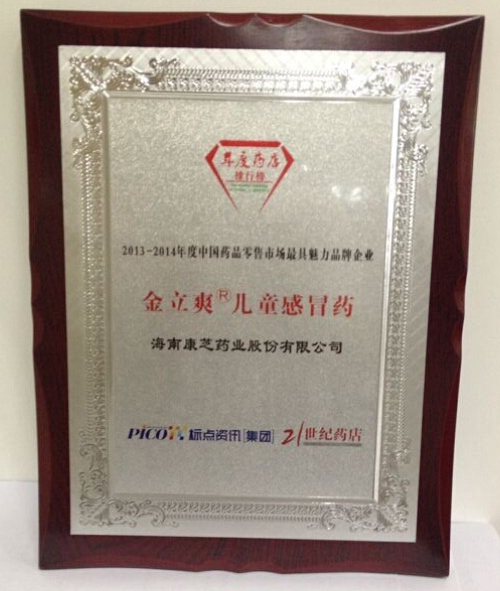 年度药店
排行榜
2013-2014年度中国药品零售市场最具魅力品牌企业
金立爽®儿童感冒药
海南康芝药业股份有限公司
PICO 标点资讯[集团] 21世纪药店